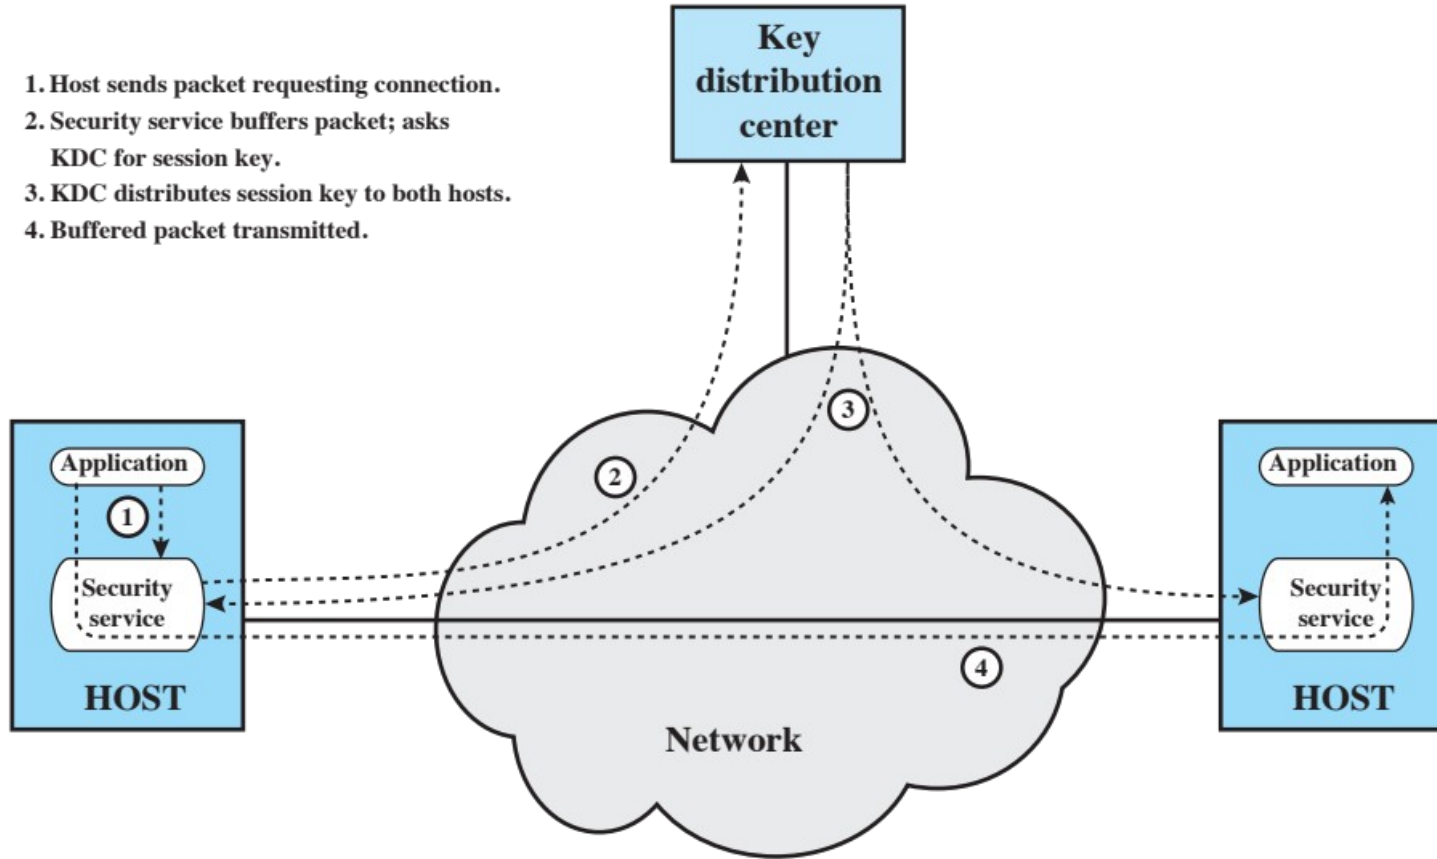 Key
distribution
center
1. Host sends packet requesting connection.
2. Security service buffers packet; asks
KDC for session key.
3. KDC distributes session key to both hosts.
4. Buffered packet transmitted.
3
2
Application
1
Security
service
HOST
Application
Security
service
HOST
4
Network